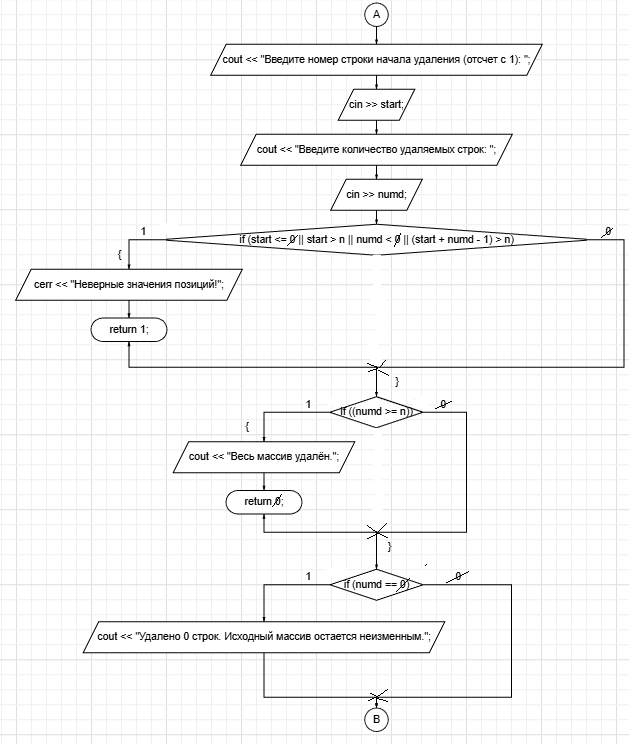 A
cout << "Введите номер строки начала удаления (отсчет с 1): ";
cin >> start;
cout << "Введите количество удаляемых строк: ";
cin >> numd;
1
if (start <= 0 || start > n || numd < 0 || (start + numd - 1) > n)
0
{
cerr << "Неверные значения позиций!";
return 1;
}
1
if ((numd >= n))
0
{
cout << "Весь массив удалён.";
return 0;
}
1
if (numd == 0)
0
cout << "Удалено 0 строк. Исходный массив остается неизменным.";
B